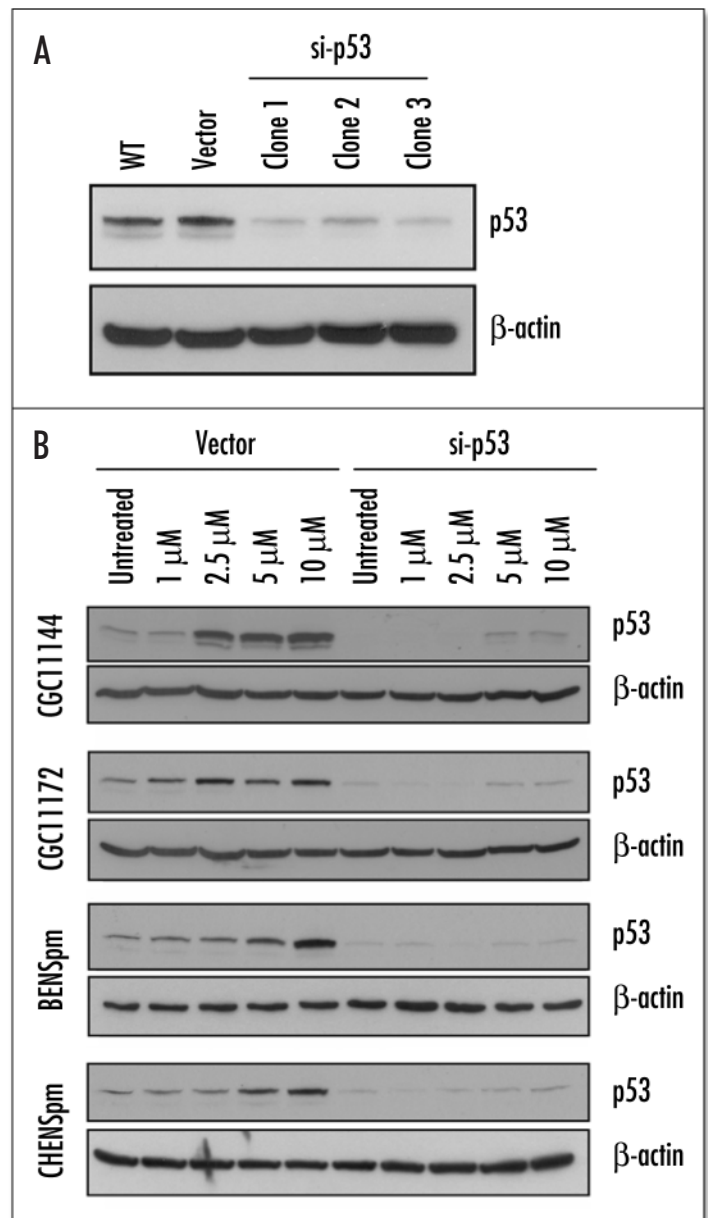 A
si-p53
WT Vector Clone 1 Clone 2 Clone 3
p53
β-actin
B
Vector si-p53
Untreated 1 μM 2.5 μM 5 μM 10 μM Untreated 1 μM 2.5 μM 5 μM 10 μM
CGC11144
p53
β-actin
CGC11172
p53
β-actin
BENSpm
p53
β-actin
CHENSpm
p53
β-actin